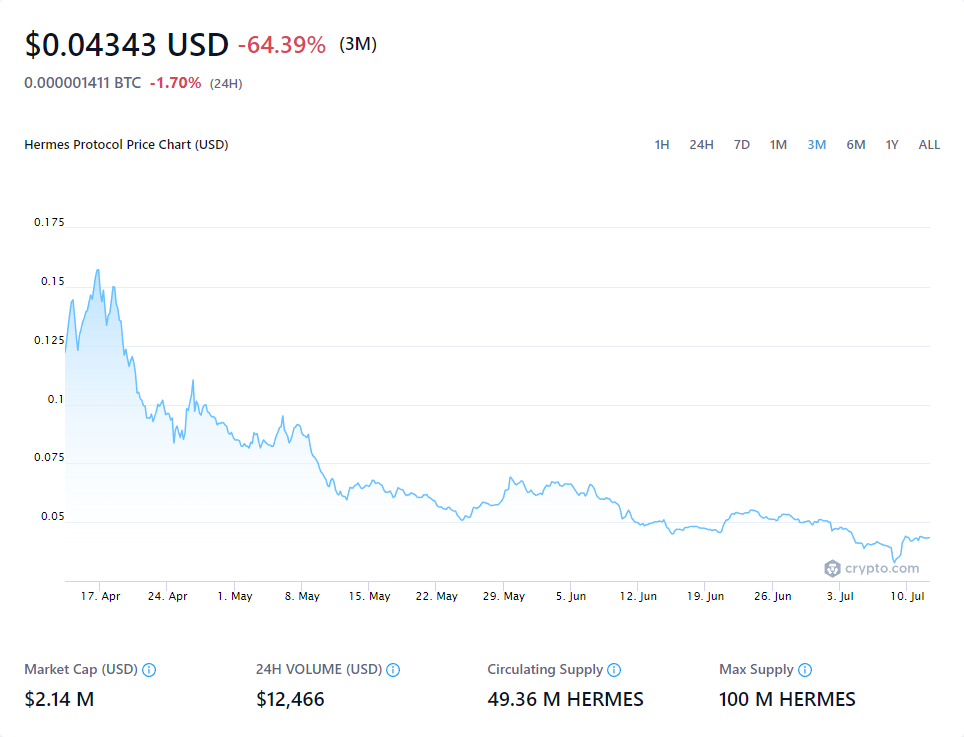 $0.04343 USD -64.39% (3M)
0.000001411 BTC -1.70% (24H)
Hermes Protocol Price Chart (USD)
1H 24H 7D 1M 3M 6M 1Y ALL
0.175
0.15
0.125
0.1
0.075
0.05
crypto.com
17. Apr 24. Apr 1. May 8. May 15. May 22. May 29. May 5. Jun 12. Jun 19. Jun 26. Jun 3. Jul 10. Jul
Market Cap (USD) 24H VOLUME (USD) Circulating Supply Max Supply
$2.14 M $12,466 49.36 M HERMES 100 M HERMES